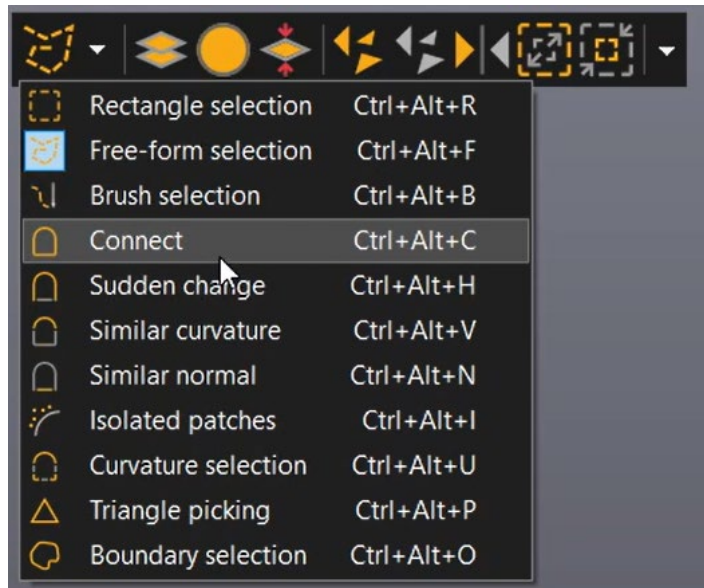 Rectangle selection Ctrl+Alt+R
Free-form selection Ctrl+Alt+F
Brush selection Ctrl+Alt+B
Connect Ctrl+Alt+C
Sudden change Ctrl+Alt+H
Similar curvature Ctrl+Alt+V
Similar normal Ctrl+Alt+N
Isolated patches Ctrl+Alt+I
Curvature selection Ctrl+Alt+U
Triangle picking Ctrl+Alt+P
Boundary selection Ctrl+Alt+O